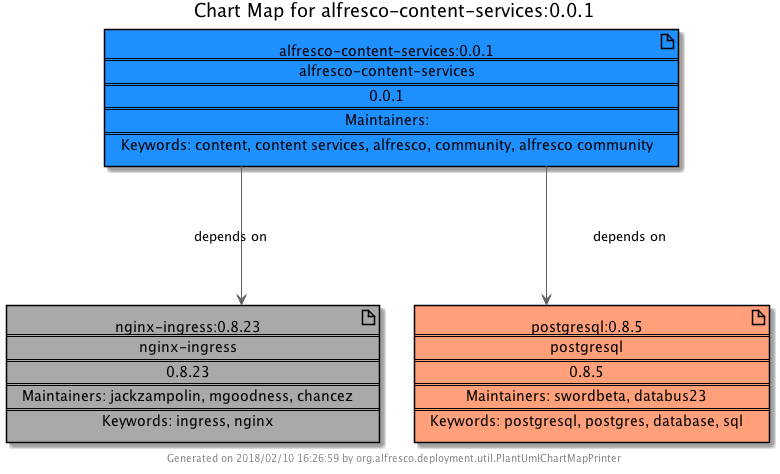 Chart Map for alfresco-content-services:0.0.1
alfresco-content-services:0.0.1
alfresco-content-services
0.0.1
Maintainers:
Keywords: content, content services, alfresco, community, alfresco community
depends on
depends on
nginx-ingress:0.8.23
nginx-ingress
0.8.23
Maintainers: jackzampolin, mgoodness, chancez
Keywords: ingress, nginx
postgresql:0.8.5
postgresql
0.8.5
Maintainers: swordbeta, databus23
Keywords: postgresql, postgres, database, sql
Generated on 2018/02/10 16:26:59 by org.alfresco.deployment.util.PlantUmlChartMapPrinter